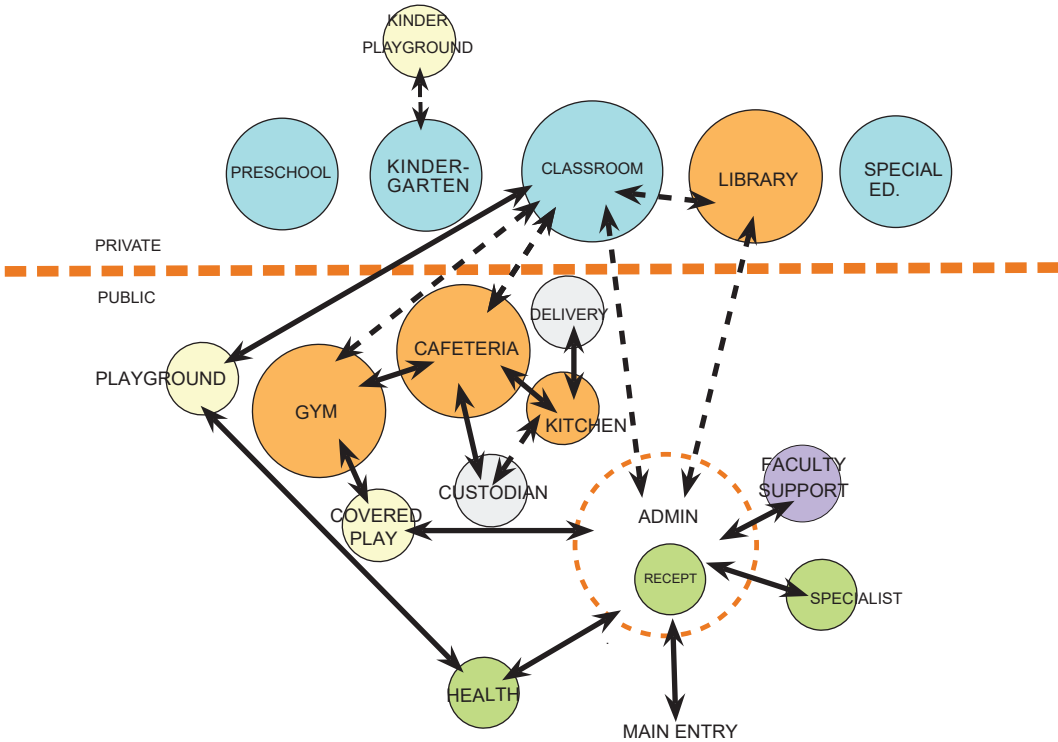 KINDER
PLAYGROUND
PRESCHOOL
KINDER-
GARTEN
CLASSROOM
LIBRARY
SPECIAL
ED.
PRIVATE
PUBLIC
DELIVERY
CAFETERIA
PLAYGROUND
GYM
KITCHEN
CUSTODIAN
COVERED
PLAY
ADMIN
FACULTY
SUPPORT
RECEPT
SPECIALIST
HEALTH
MAIN ENTRY